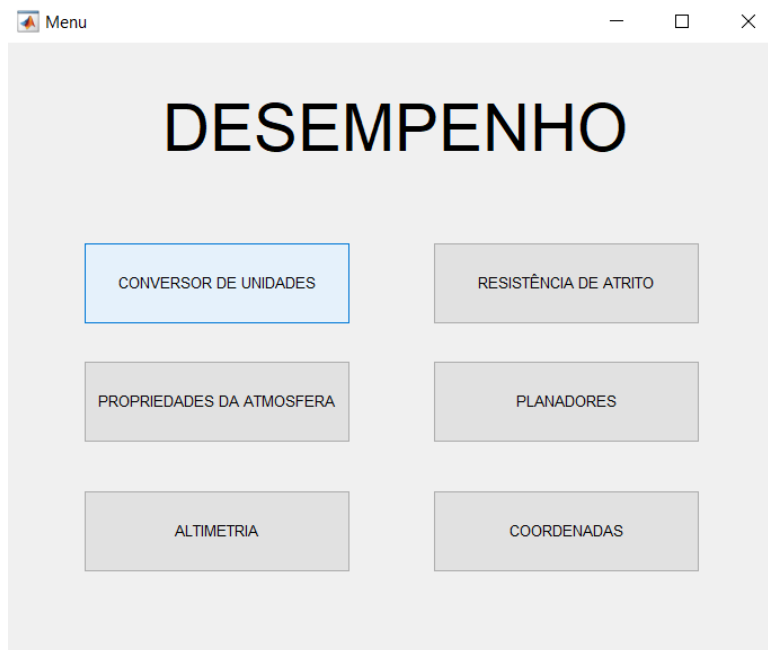 Menu
DESEMPENHO
CONVERSOR DE UNIDADES
RESISTÊNCIA DE ATRITO
PROPRIEDADES DA ATMOSFERA
PLANADORES
ALTIMETRIA
COORDENADAS